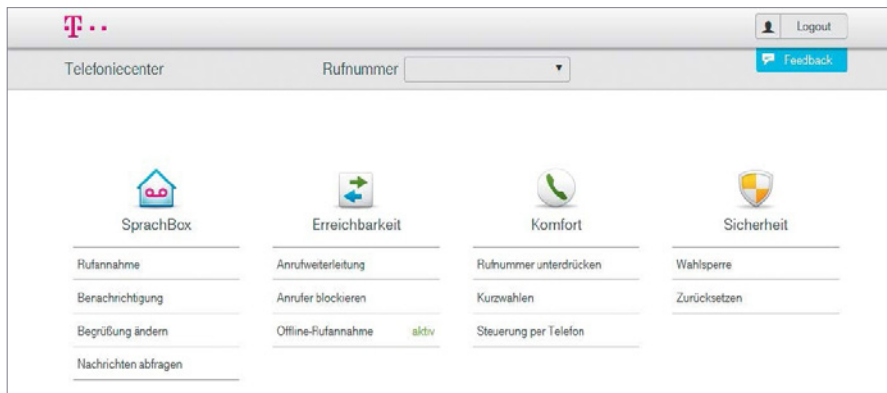 T
Logout
Telefoniecenter
Rufnummer
Feedback
SprachBox
Rufannahme
Benachrichtigung
Begrüßung ändern
Nachrichten abfragen
Erreichbarkeit
Anrufweiterleitung
Anrufer blockieren
Offline-Rufannahme aktiv
Komfort
Rufnummer unterdrücken
Kurzwahlen
Steuerung per Telefon
Sicherheit
Wahlsperre
Zurücksetzen